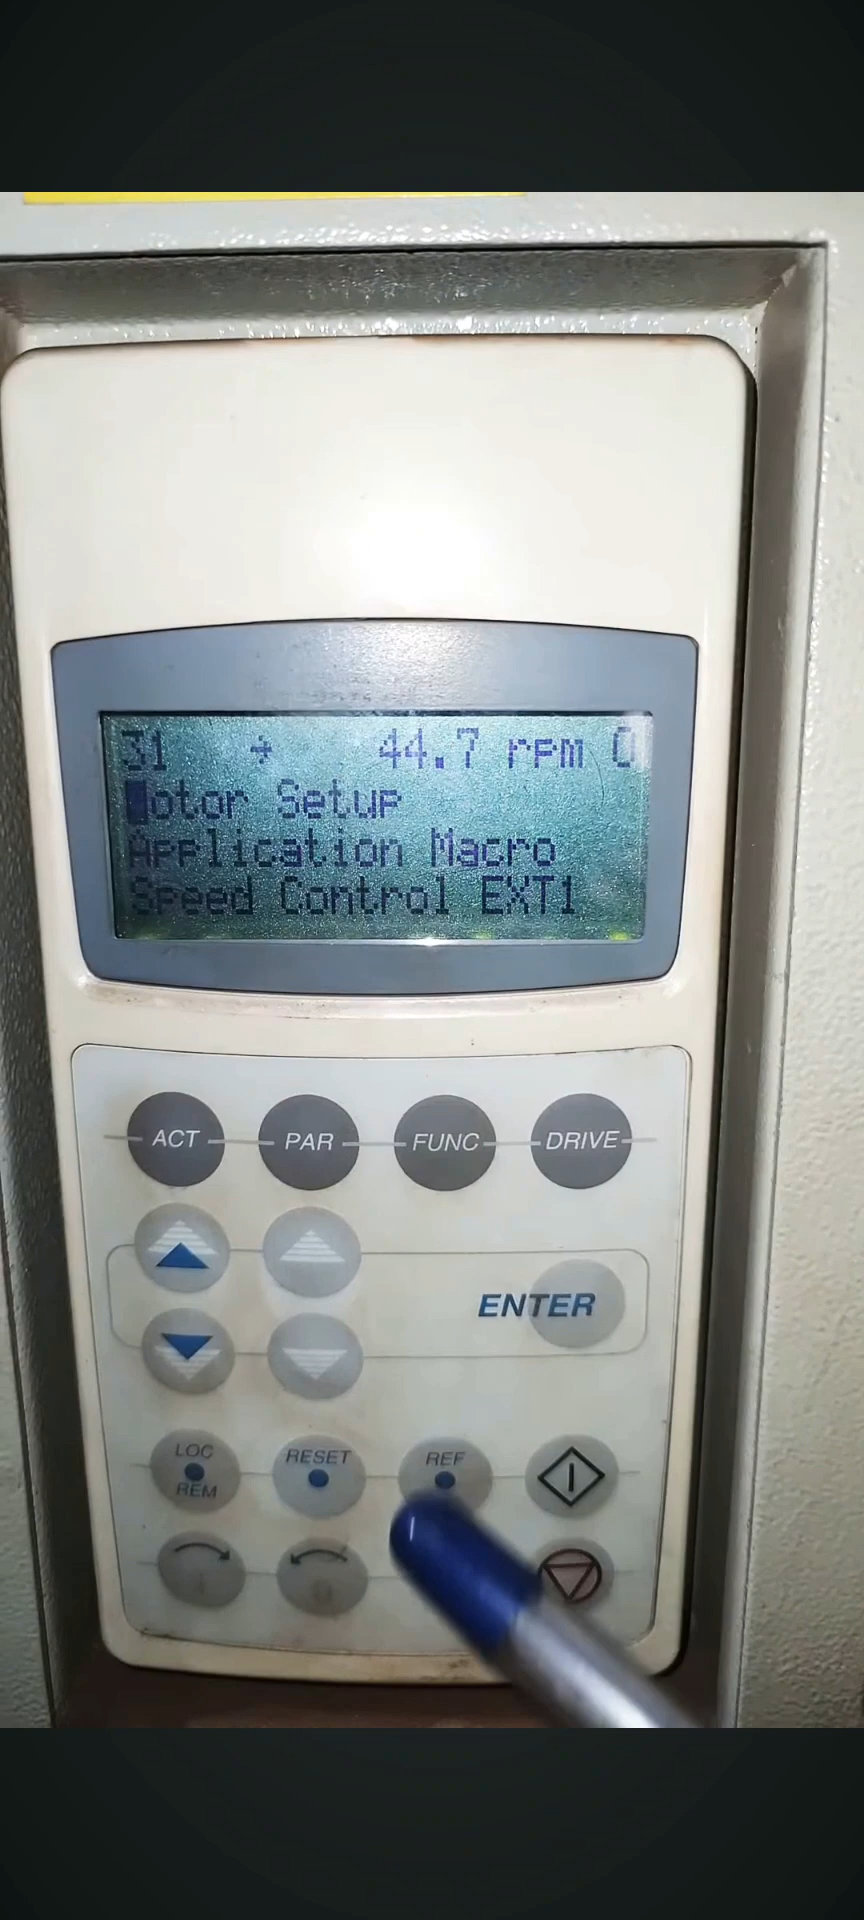 31 → 44.7 rpm 0
Motor Setup
Application Macro
Speed Control EXT1
ACT PAR FUNC DRIVE
ENTER
LOC
REM
RESET
REF
I
0